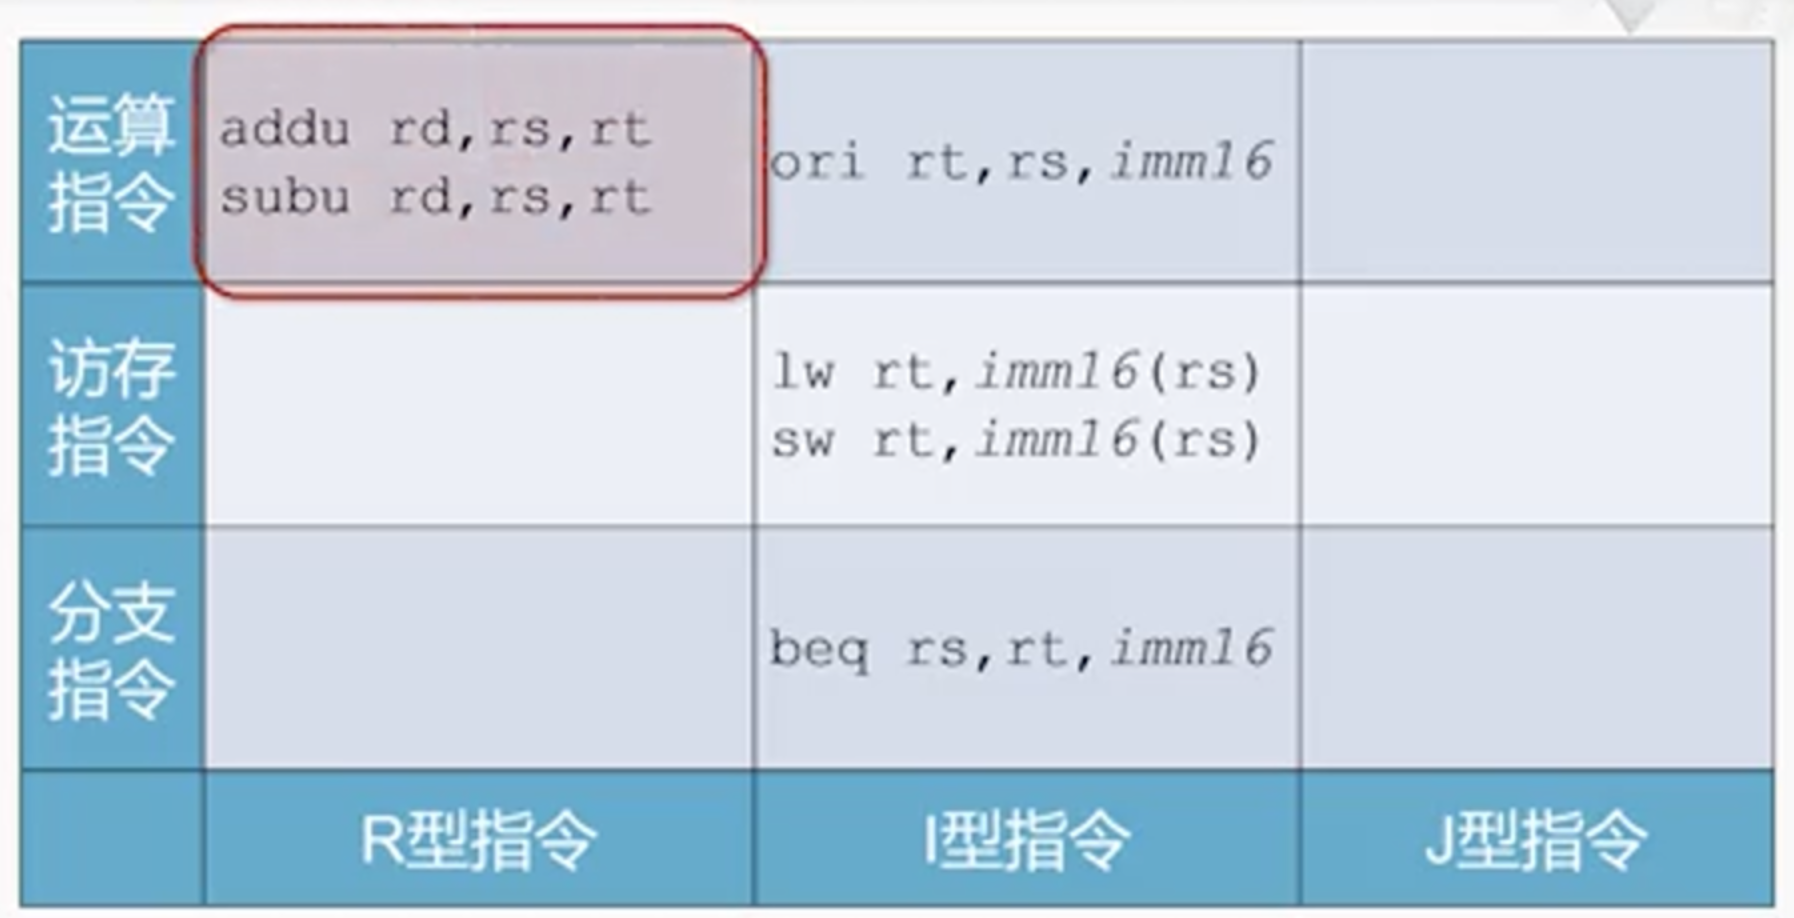 运算
指令
addu rd,rs,rt
subu rd,rs,rt
ori rt,rs,imm16
访存
指令
lw rt,imm16(rs)
sw rt,imm16(rs)
分支
指令
beq rs,rt,imm16
R型指令
I型指令
J型指令